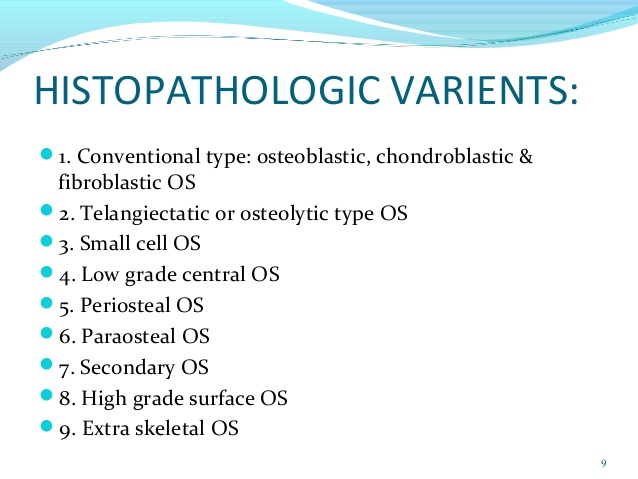 HISTOPATHOLOGIC VARIENTS:
1. Conventional type: osteoblastic, chondroblastic &
fibroblastic OS
2. Telangiectatic or osteolytic type OS
3. Small cell OS
4. Low grade central OS
5. Periosteal OS
6. Paraosteal OS
7. Secondary OS
8. High grade surface OS
9. Extra skeletal OS
9